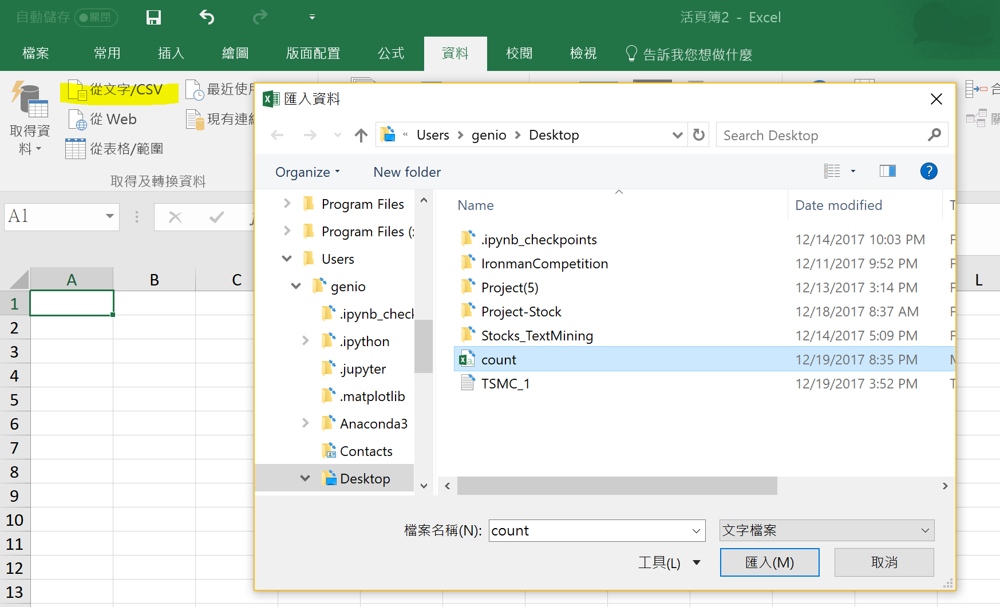 自動儲存 關閉
活頁簿2 - Excel
檔案 常用 插入 繪圖 版面配置 公式 資料 校閱 檢視 告訴我您想做什麼
取得資料
從文字/CSV
從 Web
從表格/範圍
最近使用
現有連線
取得及轉換資料
合
關
A1
A B C L
1
2
3
4
5
6
7
8
9
10
11
12
13
匯入資料
« Users > genio > Desktop
Search Desktop
Organize New folder
?
Program Files
Program Files (x
Users
genio
.ipynb_check
.ipython
.jupyter
.matplotlib
Anaconda3
Contacts
Desktop
Name Date modified T
.ipynb_checkpoints 12/14/2017 10:03 PM F
IronmanCompetition 12/11/2017 9:52 PM F
Project(5) 12/13/2017 3:14 PM F
Project-Stock 12/18/2017 8:37 AM F
Stocks_TextMining 12/14/2017 5:09 PM F
count 12/19/2017 8:35 PM M
TSMC_1 12/19/2017 3:52 PM T
檔案名稱(N): count 文字檔案
工具(L) 匯入(M) 取消